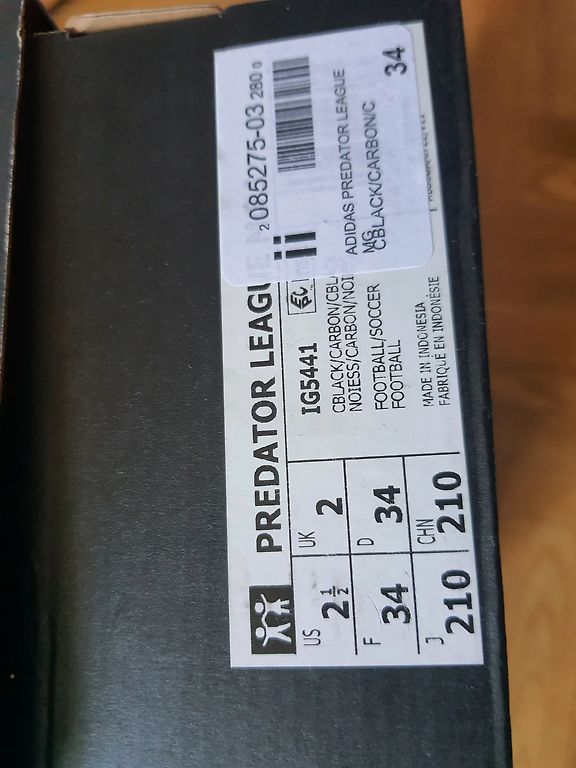 2 085275-03 280 0
34
ADIDAS PREDATOR LEAGUE
MG
CBLACK/CARBON/C
PREDATOR LEAGUE
IG5441
CBLACK/CARBON/CBLA
NOIESS/CARBON/NOI
FOOTBALL/SOCCER
FOOTBALL
MADE IN INDONESIA
FABRIQUÉ EN INDONÉSIE
US 2½
UK 2
F 34
D 34
J 210
CHN 210